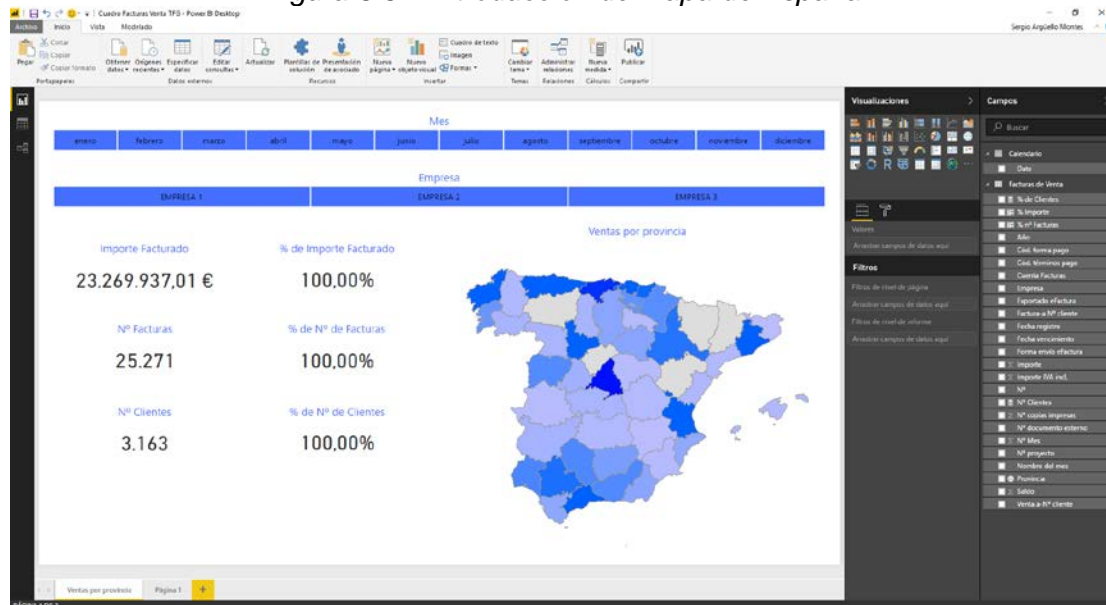 Cuadro Facturas Venta TFG - Power BI Desktop
Sergio Argüello Montes
Archivo Inicio Vista Modelado
Pegar
Cortar
Copiar
Copiar formato
Portapapeles
Obtener datos
Orígenes recientes
Especificar datos
Editar consultas
Datos externos
Actualizar
Plantillas de solución
Presentación de asociado
Recursos
Nueva página
Nuevo objeto visual
Cuadro de texto
Imagen
Formas
Insertar
Cambiar tema
Temas
Administrar relaciones
Relaciones
Nueva medida
Cálculos
Publicar
Compartir
Mes
enero febrero marzo abril mayo junio julio agosto septiembre octubre noviembre diciembre
Empresa
EMPRESA 1 EMPRESA 2 EMPRESA 3
Importe Facturado
23.269.937,01 €
% de Importe Facturado
100,00%
Nº Facturas
25.271
% de Nº de Facturas
100,00%
Nº Clientes
3.163
% de Nº de Clientes
100,00%
Ventas por provincia
Visualizaciones
Valores
Arrastrar campos de datos aquí
Filtros
Filtros de nivel de página
Arrastrar campos de datos aquí
Filtros de nivel de informe
Arrastrar campos de datos aquí
Campos
Buscar
Calendario
Date
Facturas de Venta
% de Clientes
% Importe
% nº Facturas
Año
Cód. forma pago
Cód. términos pago
Cuenta Facturas
Empresa
Exportado eFactura
Factura-a Nº cliente
Fecha registro
Fecha vencimiento
Forma envío efactura
Importe
Importe IVA incl.
Nº
Nº Clientes
Nº copias impresas
Nº documento externo
Nº Mes
Nº proyecto
Nombre del mes
Provincia
Saldo
Venta a-Nº cliente
Ventas por provincia Página 1